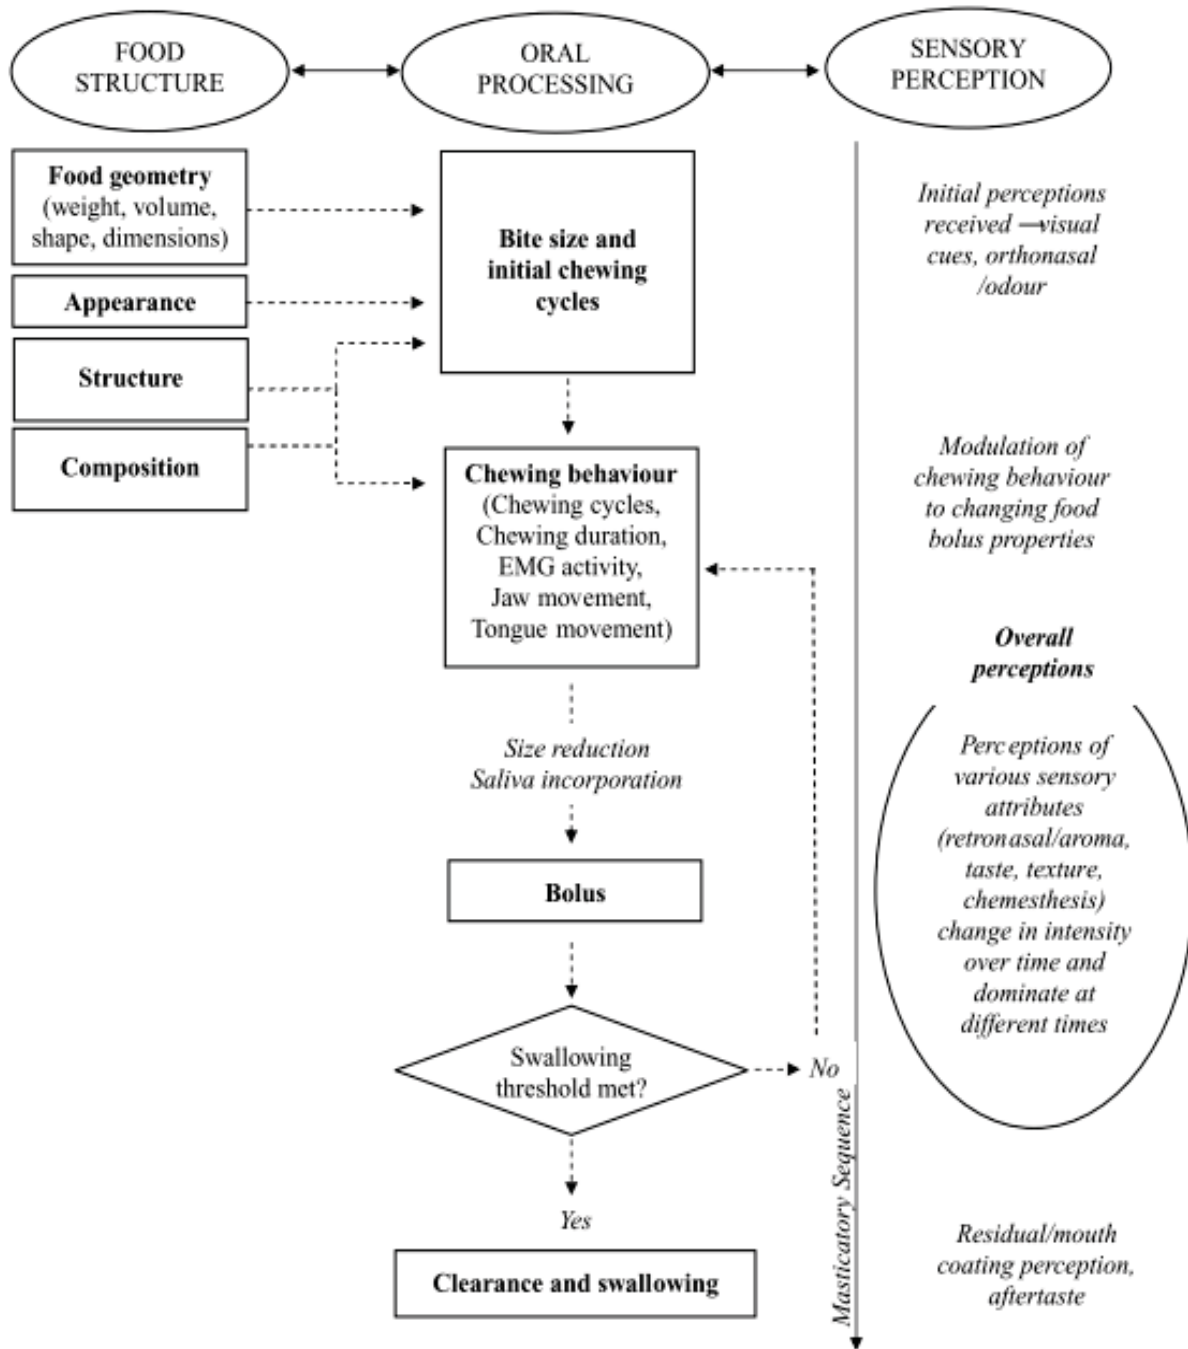 FOOD
STRUCTURE
ORAL
PROCESSING
SENSORY
PERCEPTION
Food geometry
(weight, volume,
shape, dimensions)
Appearance
Structure
Composition
Bite size and
initial chewing
cycles
Chewing behaviour
(Chewing cycles,
Chewing duration,
EMG activity,
Jaw movement,
Tongue movement)
Size reduction
Saliva incorporation
Bolus
Swallowing
threshold met?
No
Yes
Clearance and swallowing
Masticatory Sequence
Initial perceptions
received →visual
cues, orthonasal
/odour
Modulation of
chewing behaviour
to changing food
bolus properties
Overall
perceptions
Perceptions of
various sensory
attributes
(retronasal/aroma,
taste, texture,
chemesthesis)
change in intensity
over time and
dominate at
different times
Residual/mouth
coating perception,
aftertaste